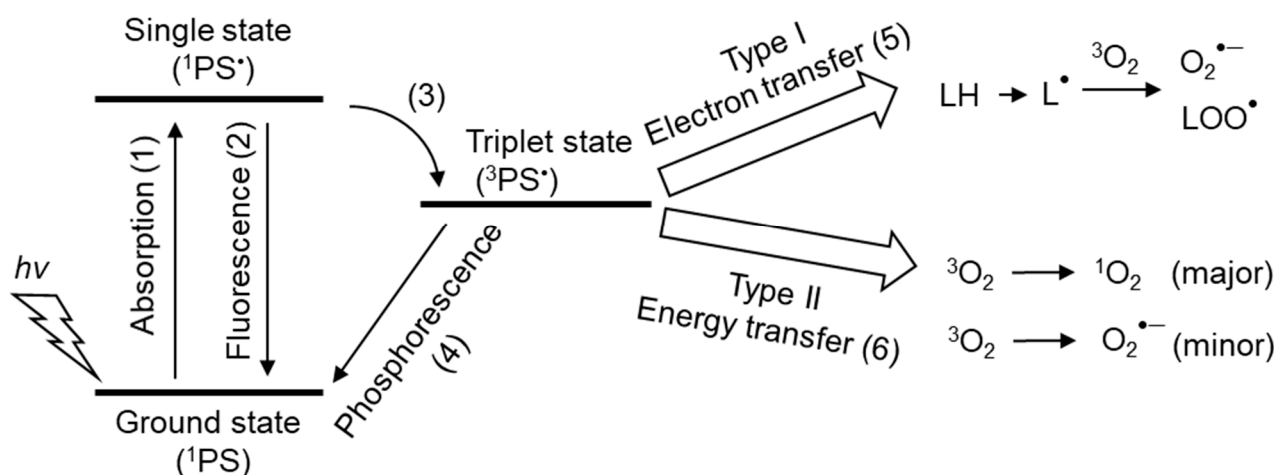 Single state
(¹PS•)
(3)
Absorption (1)
Fluorescence (2)
hv
Ground state
(¹PS)
Triplet state
(³PS•)
Phosphorescence
(4)
Type I
Electron transfer (5)
LH → L• ³O₂ → O₂•–
LOO•
Type II
Energy transfer (6)
³O₂ → ¹O₂ (major)
³O₂ → O₂•– (minor)